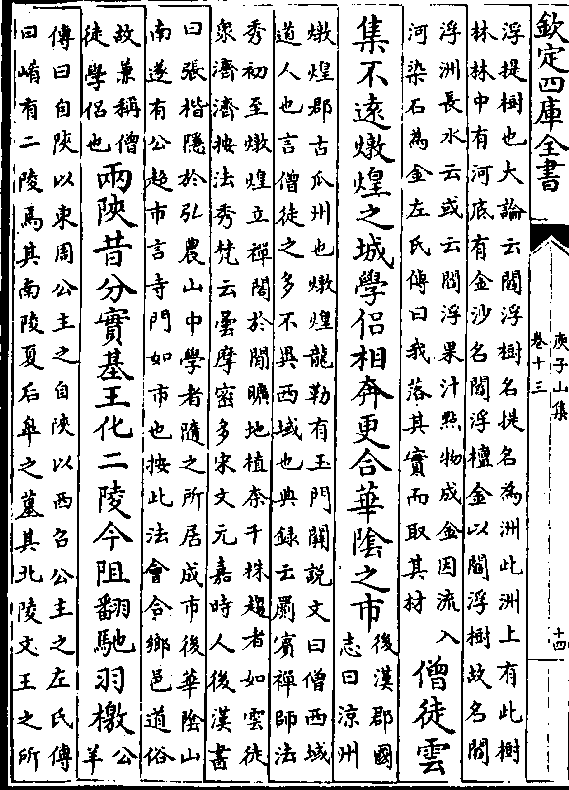 欽定四庫全書
庾子山集
卷十三
十四
浮提樹也大論云閻浮樹名提名為洲此洲上有此樹
林林中有河底有金沙名閻浮檀金以閻浮樹故名閻
浮洲長水云或云閻浮果汁㸃物成金因流入
河染石為金左氏傳曰我落其實而取其材
僧徒雲
集不遠燉煌之城學侣相奔更合華陰之市
後漢郡國
志曰涼州
燉煌郡古瓜州也燉煌龍勒有玉門關説文曰僧西域
道人也言僧徒之多不異西域也典録云罽賓禪師法
秀初至燉煌立禪閣於閒曠地植柰千株趨者如雲徒
衆濟濟按法秀梵云曇摩蜜多宋文元嘉時人後漢書
曰張楷隱於弘農山中學者隨之所居成市後華陰山
南遂有公超市言寺門如市也按此法㑹合鄉邑道俗
故兼稱僧
徒學侣也
兩陜昔分實基王化二陵今阻翻馳羽檄
公
羊
傳曰自陜以東周公主之自陜以西召公主之左氏傳
曰崤有二陵焉其南陵夏后臯之墓其北陵文王之所